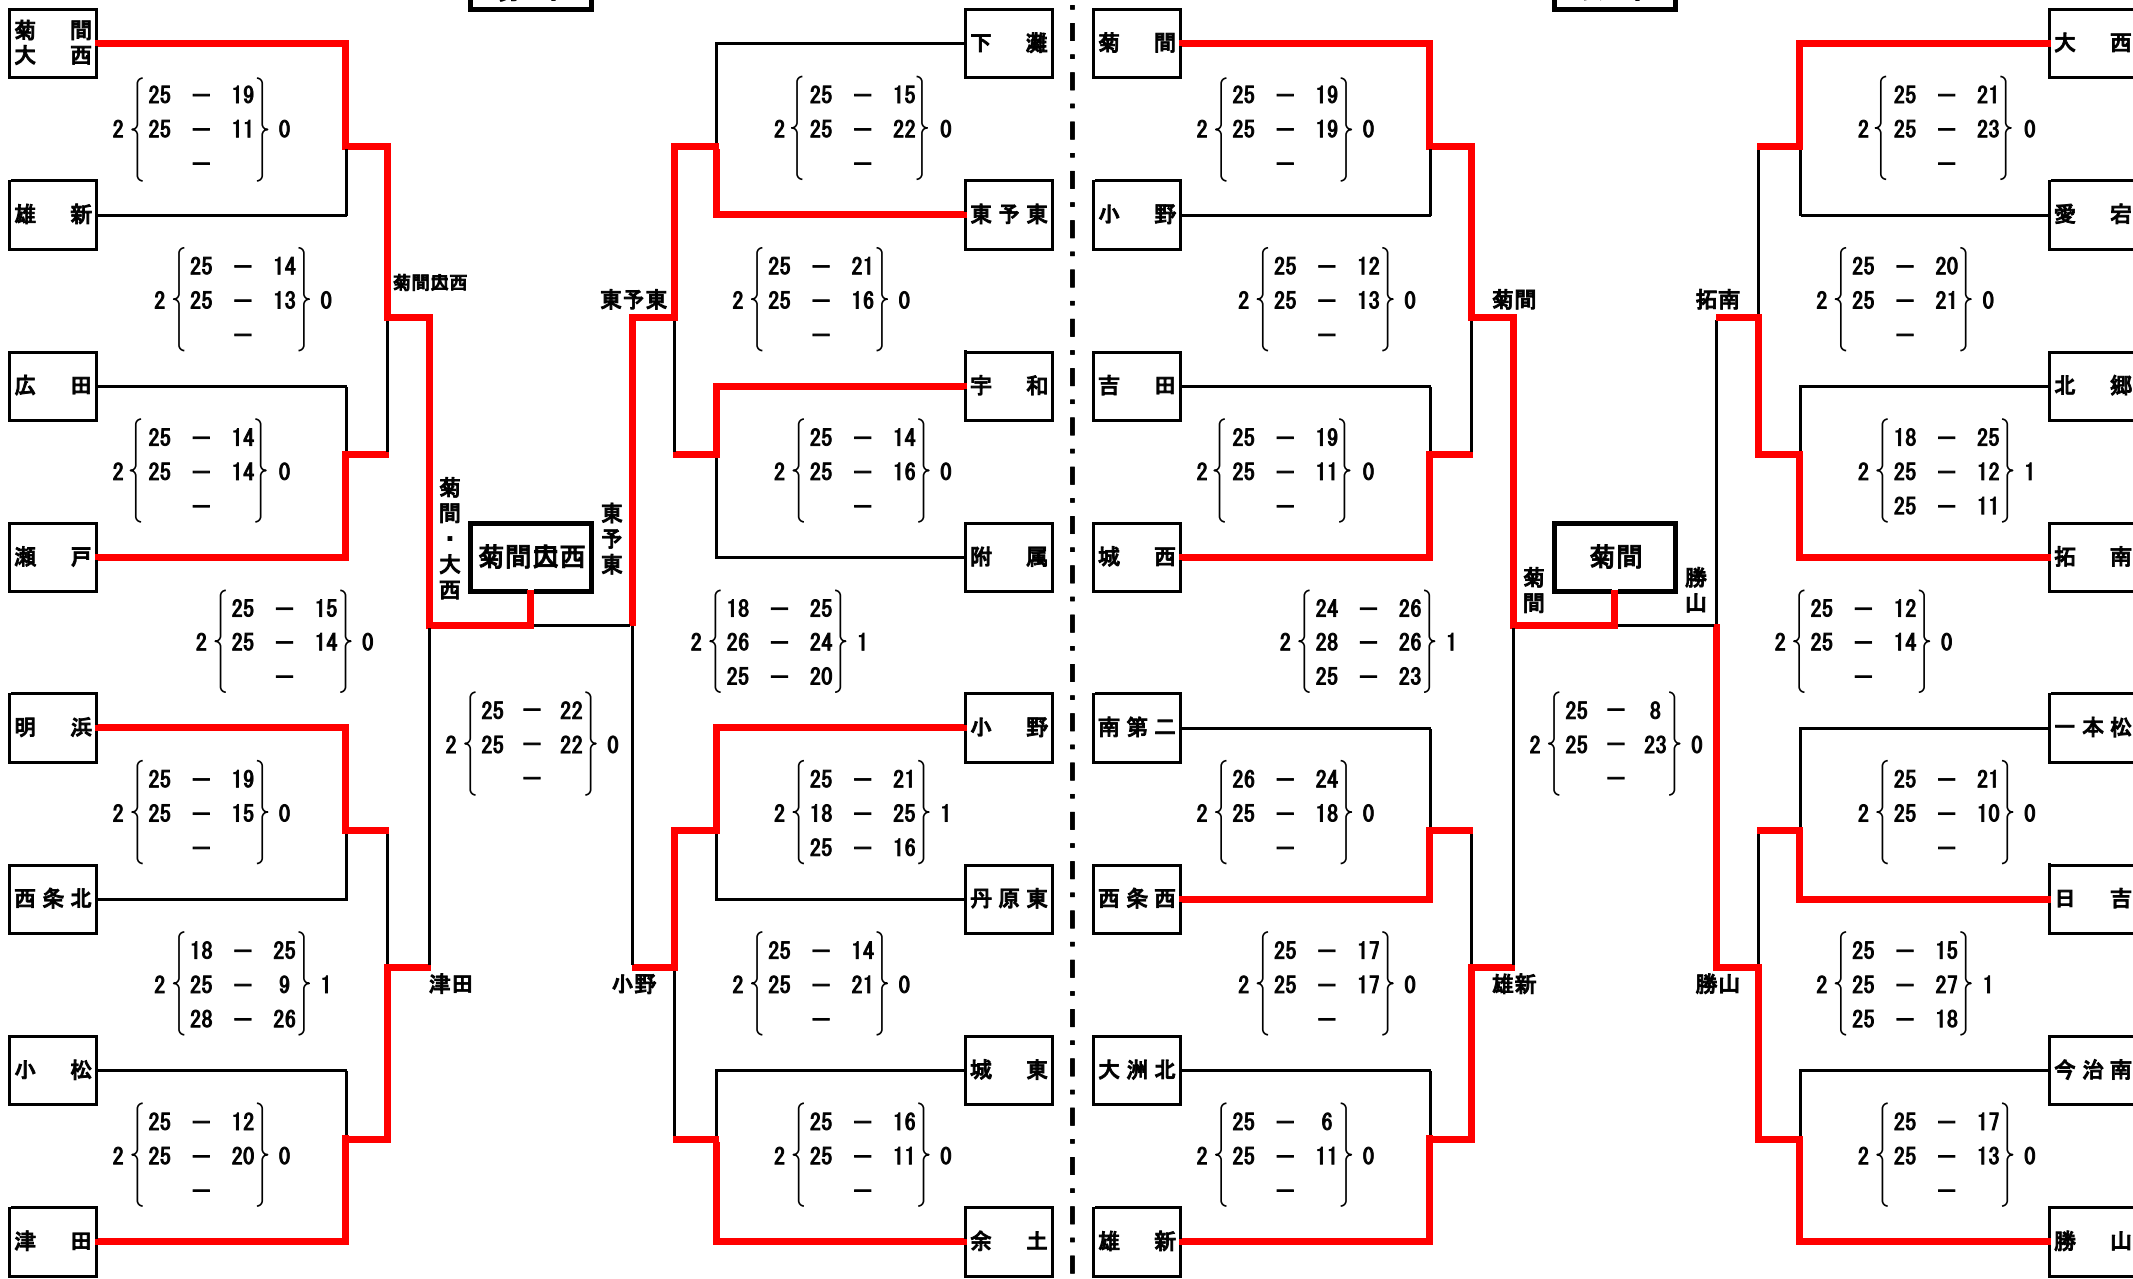 菊間
大西
25 — 19
2 25 — 11 0
—
雄新
25 — 14
2 25 — 13 0
—
広田
25 — 14
2 25 — 14 0
—
瀬戸
25 — 15
2 25 — 14 0
—
明浜
25 — 19
2 25 — 15 0
—
西条北
18 — 25
2 25 — 9 1
28 — 26
小松
25 — 12
2 25 — 20 0
—
津田
菊間・大西
津田
菊間・大西
菊間・大西
25 — 22
2 25 — 22 0
—
東予東
東予東
小野
下灘
25 — 15
2 25 — 22 0
—
東予東
25 — 21
2 25 — 16 0
—
宇和
25 — 14
2 25 — 16 0
—
附属
18 — 25
2 26 — 24 1
25 — 20
小野
25 — 21
2 18 — 25 1
25 — 16
丹原東
25 — 14
2 25 — 21 0
—
城東
25 — 16
2 25 — 11 0
—
余土
菊間
25 — 19
2 25 — 19 0
—
小野
25 — 12
2 25 — 13 0
—
吉田
25 — 19
2 25 — 11 0
—
城西
24 — 26
2 28 — 26 1
25 — 23
南第二
26 — 24
2 25 — 18 0
—
西条西
25 — 17
2 25 — 17 0
—
大洲北
25 — 6
2 25 — 11 0
—
雄新
菊間
雄新
菊間
菊間
25 — 8
2 25 — 23 0
—
勝山
拓南
勝山
大西
25 — 21
2 25 — 23 0
—
愛宕
25 — 20
2 25 — 21 0
—
北郷
18 — 25
2 25 — 12 1
25 — 11
拓南
25 — 12
2 25 — 14 0
—
一本松
25 — 21
2 25 — 10 0
—
日吉
25 — 15
2 25 — 27 1
25 — 18
今治南
25 — 17
2 25 — 13 0
—
勝山